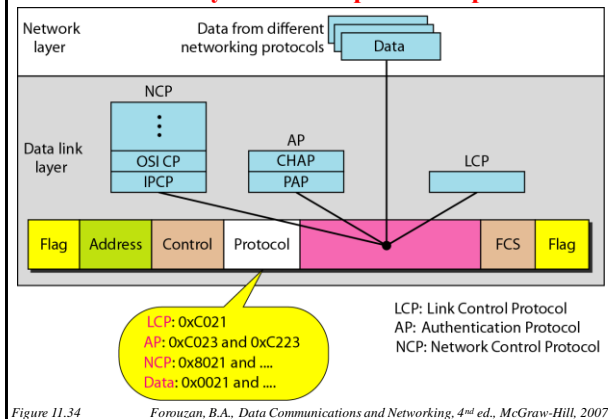 Network
layer
Data from different
networking protocols
Data
Data link
layer
NCP
⋮
OSI CP
IPCP
AP
CHAP
PAP
LCP
Flag Address Control Protocol FCS Flag
LCP: 0xC021
AP: 0xC023 and 0xC223
NCP: 0x8021 and ....
Data: 0x0021 and ....
LCP: Link Control Protocol
AP: Authentication Protocol
NCP: Network Control Protocol
Figure 11.34 Forouzan, B.A., Data Communications and Networking, 4nd ed., McGraw-Hill, 2007